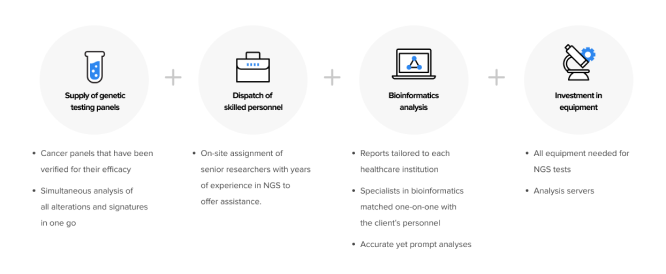 Supply of genetic
testing panels
• Cancer panels that have been
verified for their efficacy
• Simultaneous analysis of
all alterations and signatures
in one go
Dispatch of
skilled personnel
• On-site assignment of
senior researchers with years
of experience in NGS to
offer assistance.
Bioinformatics
analysis
• Reports tailored to each
healthcare institution
• Specialists in bioinformatics
matched one-on-one with
the client's personnel
• Accurate yet prompt analyses
Investment in
equipment
• All equipment needed for
NGS tests
• Analysis servers